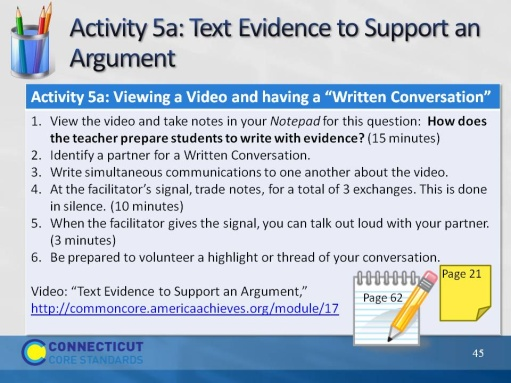 Activity 5a: Text Evidence to Support an
Argument
Activity 5a: Viewing a Video and having a “Written Conversation”
1. View the video and take notes in your Notepad for this question: How does
the teacher prepare students to write with evidence? (15 minutes)
2. Identify a partner for a Written Conversation.
3. Write simultaneous communications to one another about the video.
4. At the facilitator’s signal, trade notes, for a total of 3 exchanges. This is done
in silence. (10 minutes)
5. When the facilitator gives the signal, you can talk out loud with your partner.
(3 minutes)
6. Be prepared to volunteer a highlight or thread of your conversation.
Page 21
Video: “Text Evidence to Support an Argument,”
Page 62
http://commoncore.americaachieves.org/module/17
CONNECTICUT
CORE STANDARDS
45